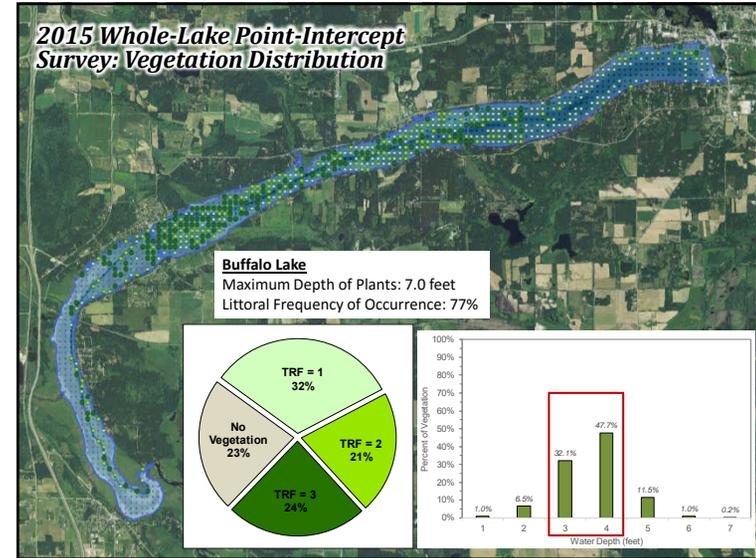 2015 Whole-Lake Point-Intercept
Survey: Vegetation Distribution
Buffalo Lake
Maximum Depth of Plants: 7.0 feet
Littoral Frequency of Occurrence: 77%
TRF = 1
32%
TRF = 2
21%
TRF = 3
24%
No
Vegetation
23%
Percent of Vegetation
100%
90%
80%
70%
60%
50%
40%
30%
20%
10%
0%
1.0%
6.5%
32.1%
47.7%
11.5%
1.0%
0.2%
1 2 3 4 5 6 7
Water Depth (feet)